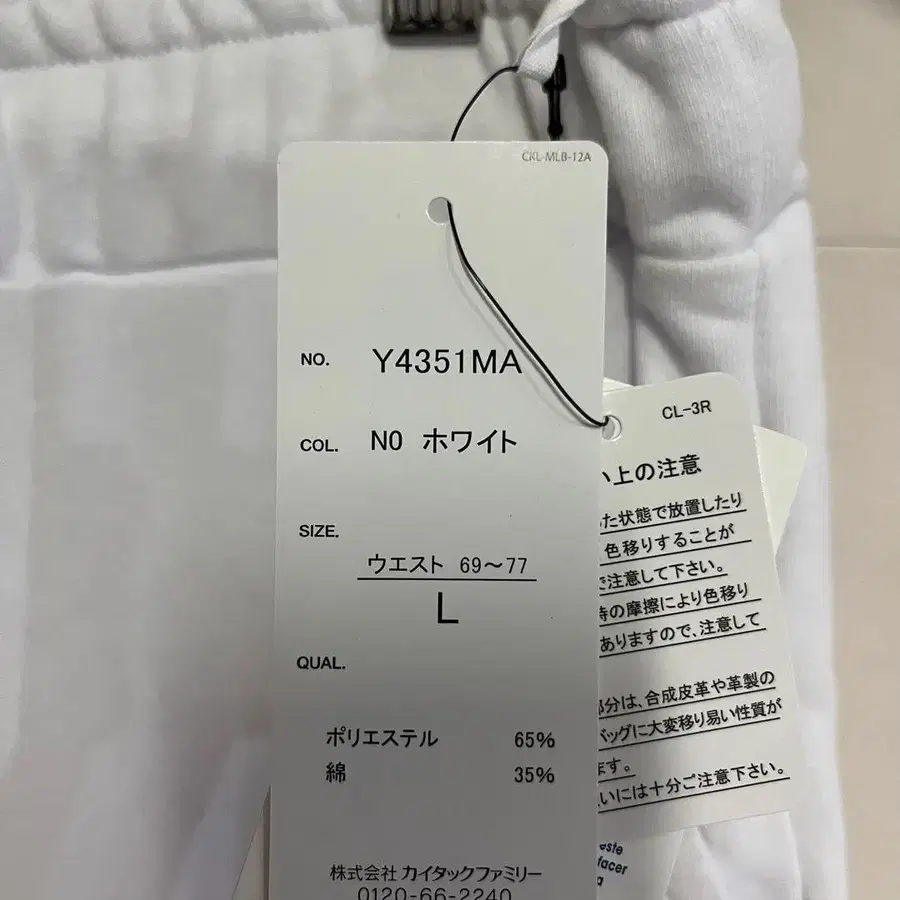 CKL-MLB-12A
NO. Y4351MA
COL. N0 ホワイト
SIZE.
ウエスト 69～77
L
QUAL.
ポリエステル 65%
綿 35%
株式会社 カイタックファミリー
0120-66-2240
CL-3R
い上の注意
た状態で放置したり
色移りすることが
で注意して下さい。
時の摩擦により色移り
ありますので、注意して
部分は、合成皮革や革製の
バッグに大変移り易い性質が
ます。
いには十分ご注意下さい。